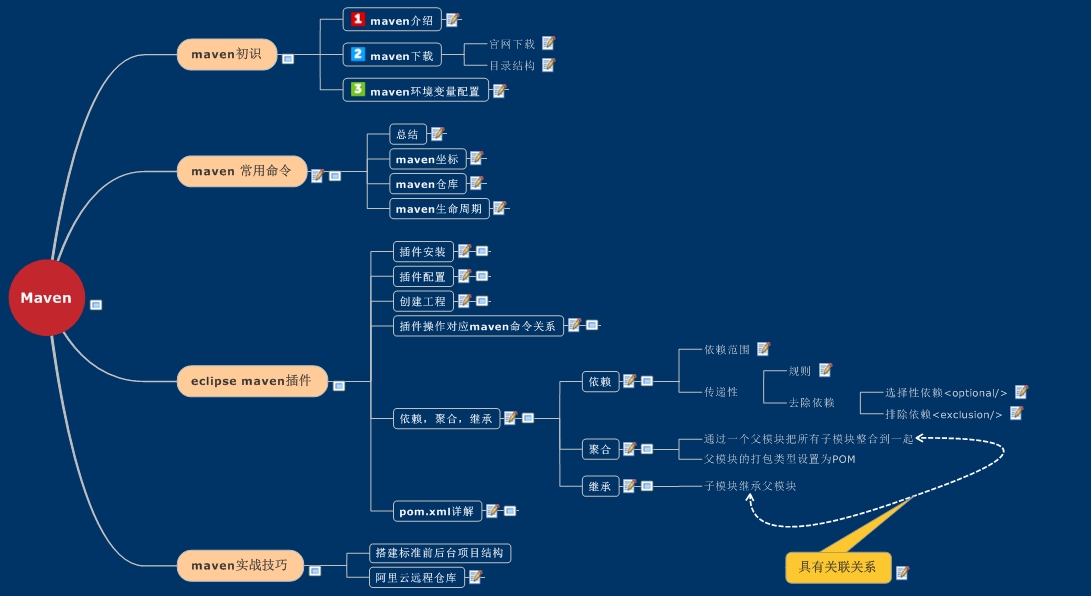 Maven
maven初识
1 maven介绍
2 maven下载
官网下载
目录结构
3 maven环境变量配置
maven 常用命令
总结
maven坐标
maven仓库
maven生命周期
eclipse maven插件
插件安装
插件配置
创建工程
插件操作对应maven命令关系
依赖，聚合，继承
依赖
依赖范围
传递性
规则
去除依赖
选择性依赖<optional/>
排除依赖<exclusion/>
聚合
通过一个父模块把所有子模块整合到一起
父模块的打包类型设置为POM
继承
子模块继承父模块
具有关联关系
pom.xml详解
maven实战技巧
搭建标准前后台项目结构
阿里云远程仓库